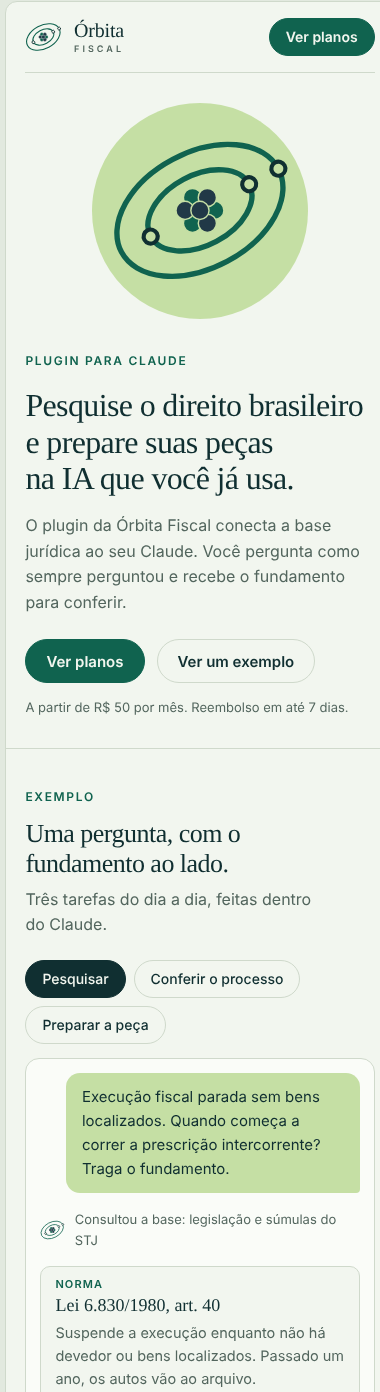 Órbita
FISCAL
Ver planos
PLUGIN PARA CLAUDE
Pesquise o direito brasileiro
e prepare suas peças
na IA que você já usa.
O plugin da Órbita Fiscal conecta a base
jurídica ao seu Claude. Você pergunta como
sempre perguntou e recebe o fundamento
para conferir.
Ver planos
Ver um exemplo
A partir de R$ 50 por mês. Reembolso em até 7 dias.
EXEMPLO
Uma pergunta, com o
fundamento ao lado.
Três tarefas do dia a dia, feitas dentro
do Claude.
Pesquisar
Conferir o processo
Preparar a peça
Execução fiscal parada sem bens
localizados. Quando começa a
correr a prescrição intercorrente?
Traga o fundamento.
Consultou a base: legislação e súmulas do
STJ
NORMA
Lei 6.830/1980, art. 40
Suspende a execução enquanto não há
devedor ou bens localizados. Passado um
ano, os autos vão ao arquivo.